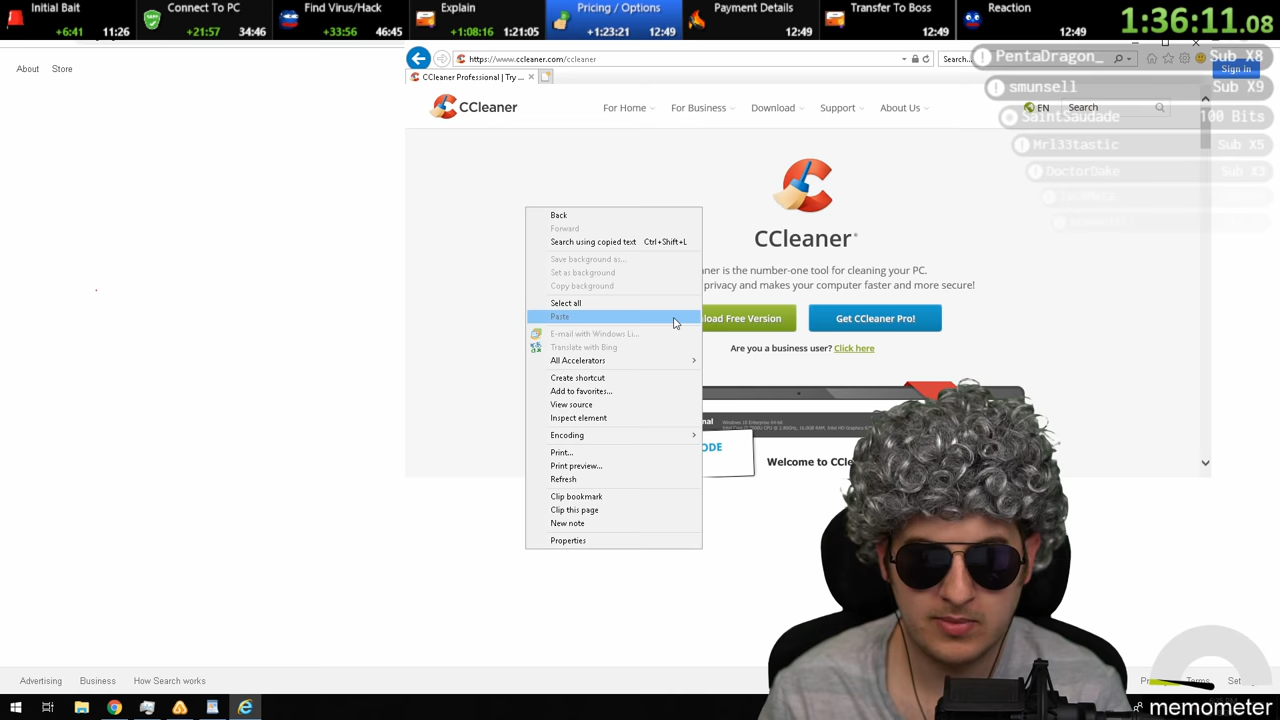 Initial Bait
+6:41 11:26
Connect To PC
+21:57 34:46
Find Virus/Hack
+33:56 46:45
Explain
+1:08:16 1:21:05
Pricing / Options
+1:23:21 12:49
Payment Details
12:49
Transfer To Boss
12:49
Reaction
12:49
1:36:11.08
About Store
https://www.ccleaner.com/ccleaner
Search...
CCleaner Professional | Try ...
Sign in
PentaDragon_ Sub X8
smunsell Sub X9
SaintSaudade 100 Bits
Mrl33tastic Sub X5
DoctorDake Sub X3
CCleaner
For Home
For Business
Download
Support
About Us
EN
Search
CCleaner®
aner is the number-one tool for cleaning your PC.
privacy and makes your computer faster and more secure!
load Free Version
Get CCleaner Pro!
Are you a business user? Click here
Back
Forward
Search using copied text Ctrl+Shift+L
Save background as...
Set as background
Copy background
Select all
Paste
E-mail with Windows Li...
Translate with Bing
All Accelerators
Create shortcut
Add to favorites...
View source
Inspect element
Encoding
Print...
Print preview...
Refresh
Clip bookmark
Clip this page
New note
Properties
ODE
Welcome to CCle
Advertising Business How Search works
Terms
memometer